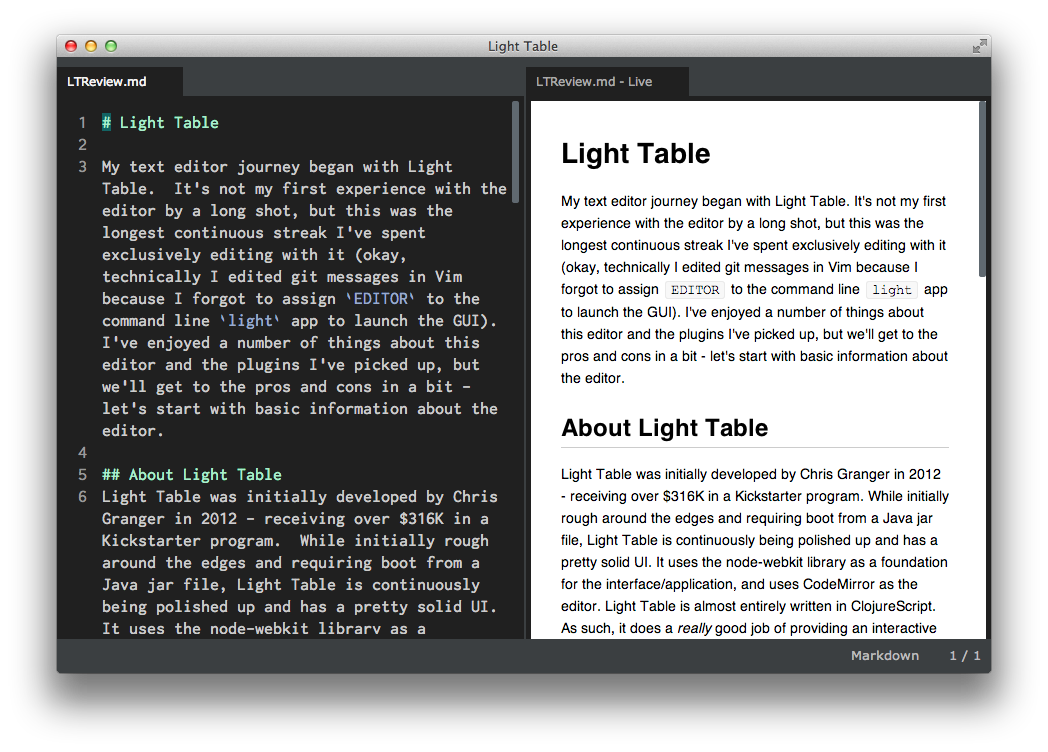 Light Table
LTReview.md
1 # Light Table
2
3 My text editor journey began with Light
Table.  It's not my first experience with the
editor by a long shot, but this was the
longest continuous streak I've spent
exclusively editing with it (okay,
technically I edited git messages in Vim
because I forgot to assign `EDITOR` to the
command line `light` app to launch the GUI).
I've enjoyed a number of things about this
editor and the plugins I've picked up, but
we'll get to the pros and cons in a bit -
let's start with basic information about the
editor.
4
5 ## About Light Table
6 Light Table was initially developed by Chris
Granger in 2012 - receiving over $316K in a
Kickstarter program.  While initially rough
around the edges and requiring boot from a
Java jar file, Light Table is continuously
being polished up and has a pretty solid UI.
It uses the node-webkit library as a
LTReview.md - Live
Light Table
My text editor journey began with Light Table. It's not my first
experience with the editor by a long shot, but this was the
longest continuous streak I've spent exclusively editing with it
(okay, technically I edited git messages in Vim because I
forgot to assign EDITOR to the command line light app
to launch the GUI). I've enjoyed a number of things about
this editor and the plugins I've picked up, but we'll get to the
pros and cons in a bit - let's start with basic information about
the editor.
About Light Table
Light Table was initially developed by Chris Granger in 2012
- receiving over $316K in a Kickstarter program. While initially
rough around the edges and requiring boot from a Java jar
file, Light Table is continuously being polished up and has a
pretty solid UI. It uses the node-webkit library as a foundation
for the interface/application, and uses CodeMirror as the
editor. Light Table is almost entirely written in ClojureScript.
As such, it does a really good job of providing an interactive
Markdown 1 / 1